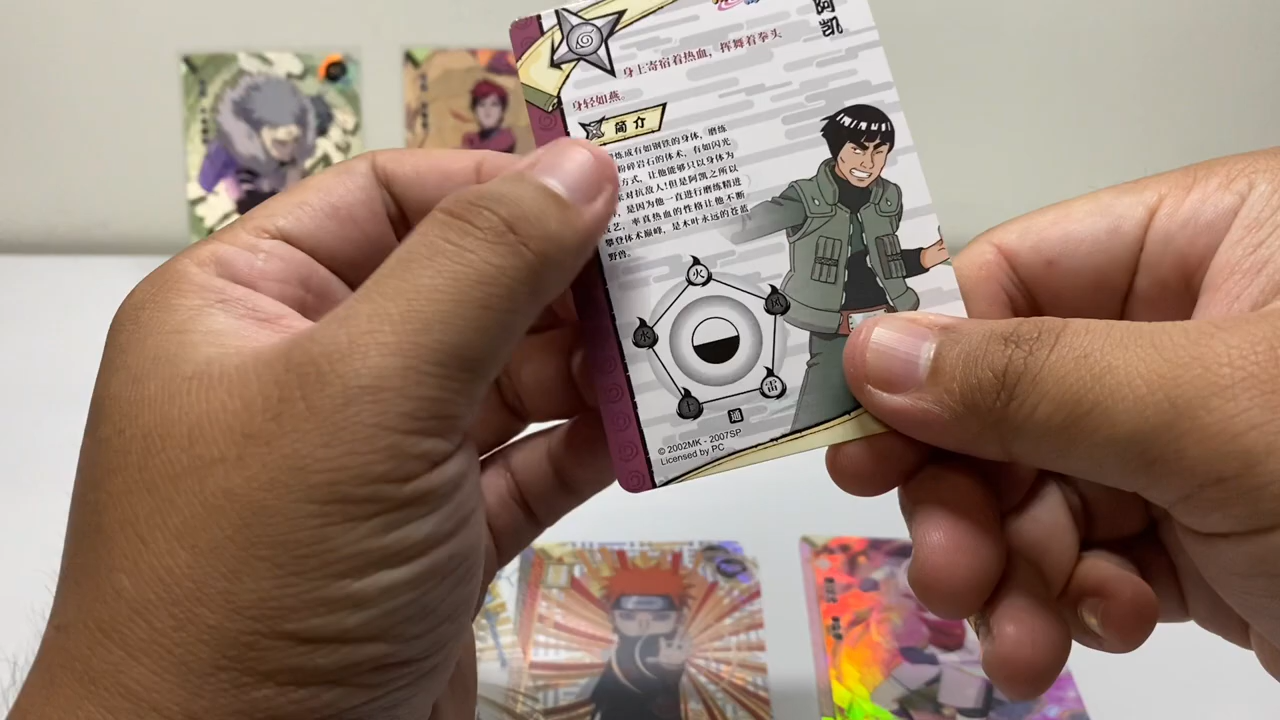 阿凯
身上寄宿着热血，挥舞着拳头
身轻如燕。
简介
炼成有如钢铁的身体，磨练
粉碎岩石的体术，有如闪光
方式，让他能够只以身体为
来对抗敌人!但是阿凯之所以
，是因为他一直进行磨练精进
技艺，率真热血的性格让他不断
攀登体术巅峰，是木叶永远的苍蓝
野兽。
火
风
水
雷
土
通
© 2002MK - 2007SP
Licensed by PC